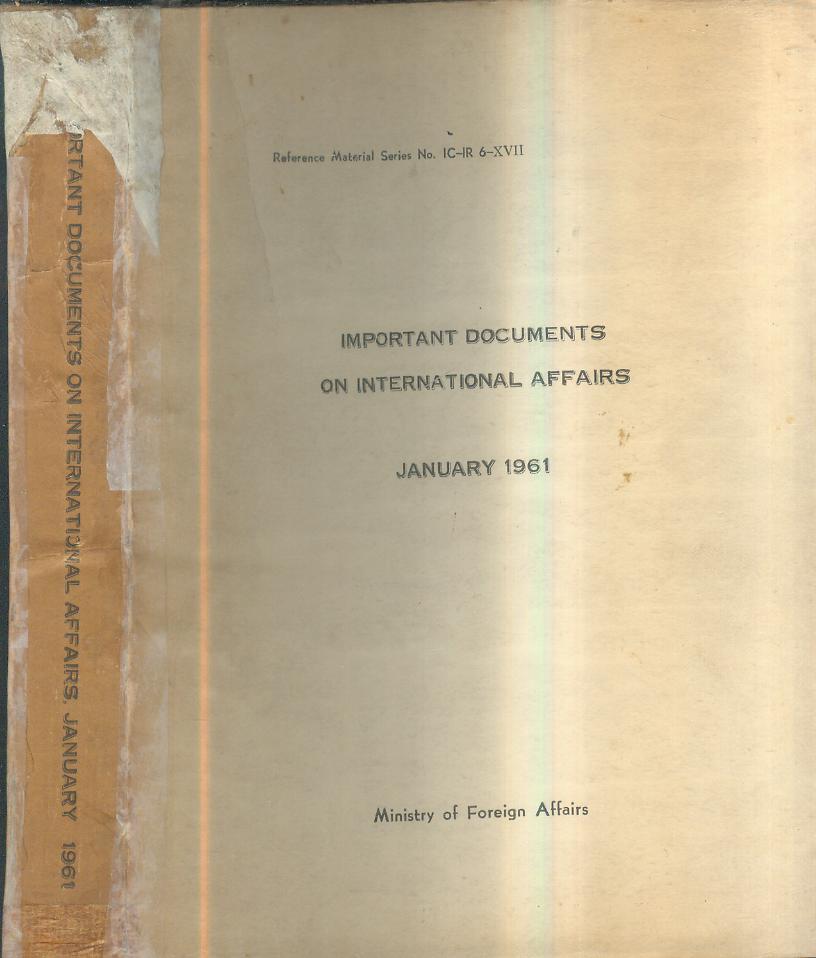 RTANT DOCUMENTS ON INTERNATIONAL AFFAIRS, JANUARY 1961
Reference Material Series No. IC-IR 6-XVII
IMPORTANT DOCUMENTS
ON INTERNATIONAL AFFAIRS
JANUARY 1961
Ministry of Foreign Affairs